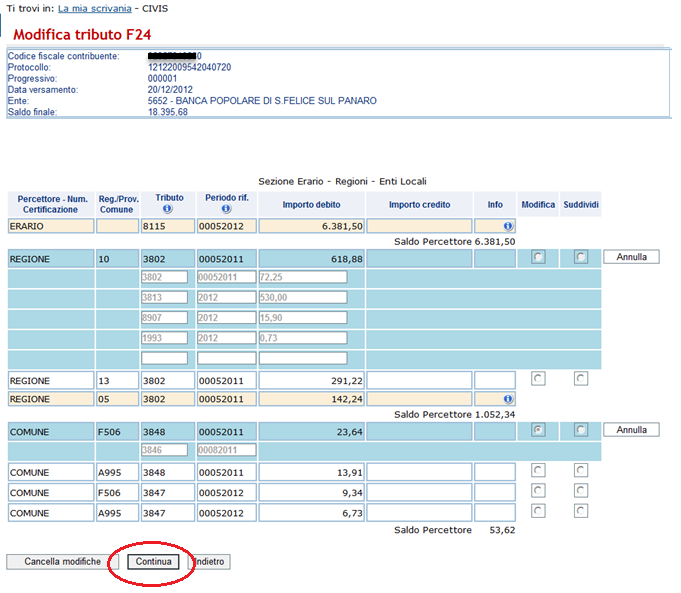 Ti trovi in: La mia scrivania - CIVIS
Modifica tributo F24
Codice fiscale contribuente: 0
Protocollo: 12122009542040720
Progressivo: 000001
Data versamento: 20/12/2012
Ente: 5652 - BANCA POPOLARE DI S.FELICE SUL PANARO
Saldo finale: 18.395,68
Sezione Erario - Regioni - Enti Locali
Percettore - Num. Certificazione Reg./Prov. Comune Tributo Periodo rif. Importo debito Importo credito Info Modifica Suddividi
ERARIO 8115 00052012 6.381,50
Saldo Percettore 6.381,50
REGIONE 10 3802 00052011 618,88 Annulla
3802 00052011 72,25
3813 2012 530,00
8907 2012 15,90
1993 2012 0,73
REGIONE 13 3802 00052011 291,22
REGIONE 05 3802 00052011 142,24
Saldo Percettore 1.052,34
COMUNE F506 3848 00052011 23,64 Annulla
3846 00082011
COMUNE A995 3848 00052011 13,91
COMUNE F506 3847 00052012 9,34
COMUNE A995 3847 00052012 6,73
Saldo Percettore 53,62
Cancella modifiche Continua Indietro